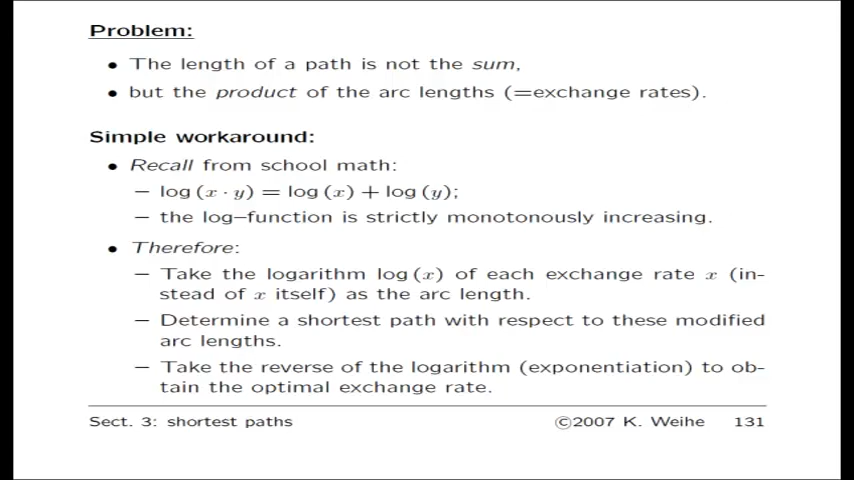 Problem:
• The length of a path is not the sum,
• but the product of the arc lengths (=exchange rates).
Simple workaround:
• Recall from school math:
– log (x · y) = log (x) + log (y);
– the log–function is strictly monotonously increasing.
• Therefore:
– Take the logarithm log (x) of each exchange rate x (in-
stead of x itself) as the arc length.
– Determine a shortest path with respect to these modified
arc lengths.
– Take the reverse of the logarithm (exponentiation) to ob-
tain the optimal exchange rate.
Sect. 3: shortest paths ©2007 K. Weihe 131